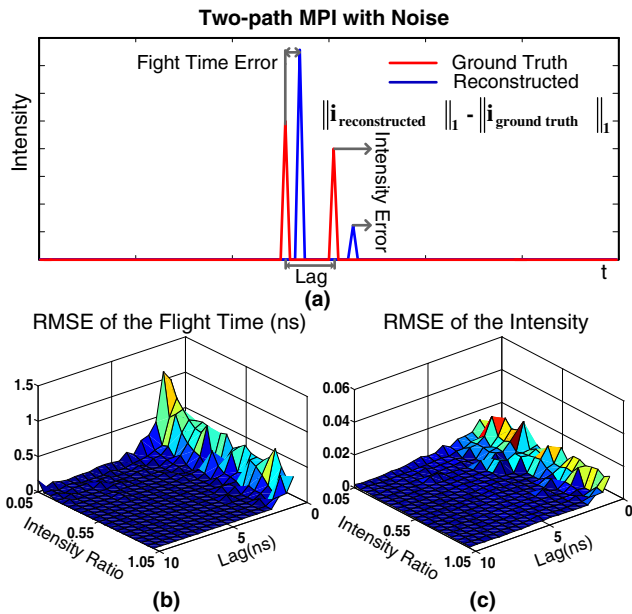 Two-path MPI with Noise
Fight Time Error
Ground Truth
Reconstructed
‖i reconstructed ‖1 - ‖i ground truth ‖1
Intensity
Intensity Error
Lag
t
(a)
RMSE of the Flight Time (ns)
1.5
1
0.5
0
0.05
0.55
1.05
Intensity Ratio
10
5
0
Lag(ns)
(b)
RMSE of the Intensity
0.06
0.04
0.02
0
0.05
0.55
1.05
Intensity Ratio
10
5
0
Lag(ns)
(c)